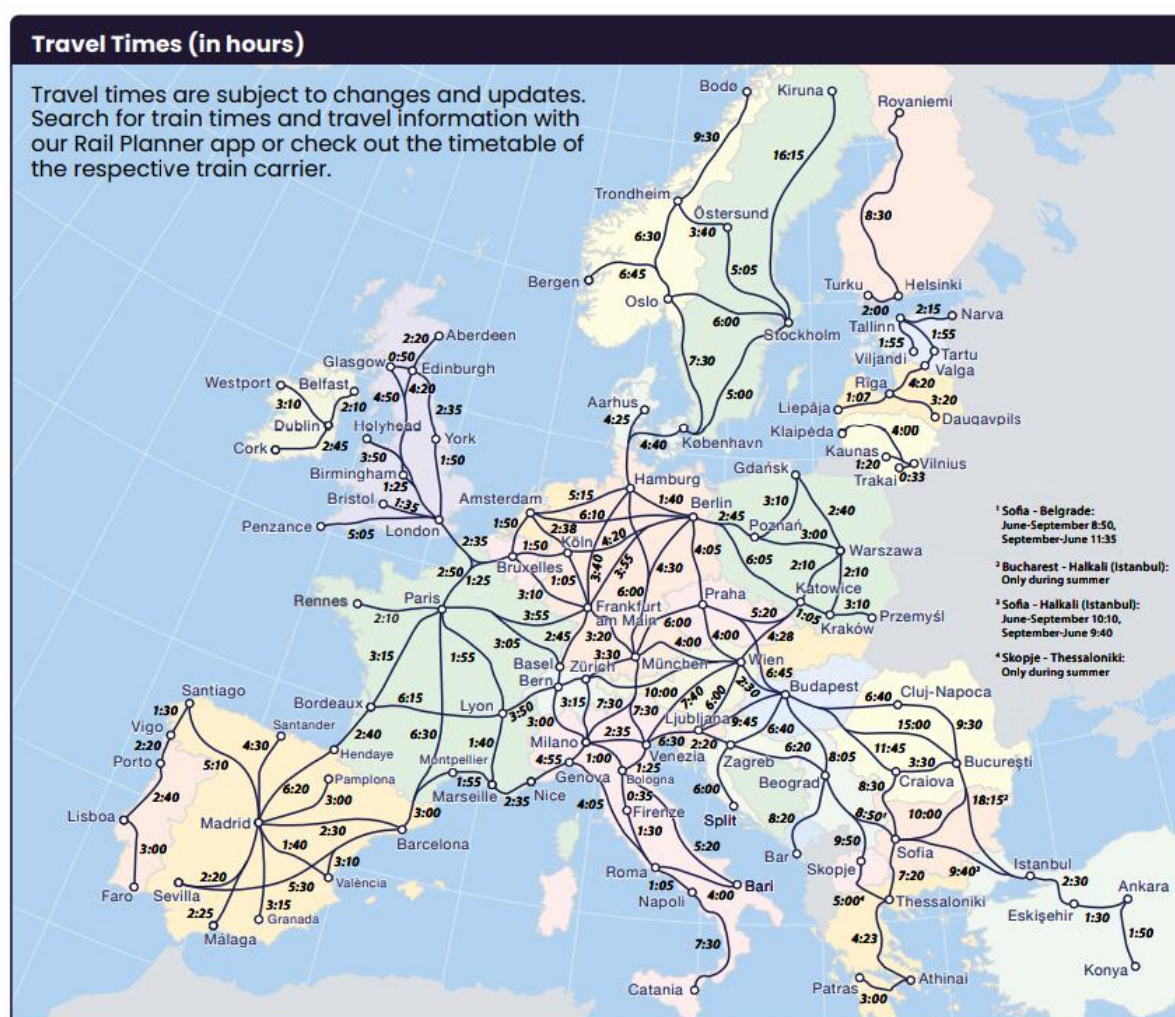 Travel Times (in hours)
Travel times are subject to changes and updates.
Search for train times and travel information with
our Rail Planner app or check out the timetable of
the respective train carrier.
Bodø
Kiruna
Rovaniemi
9:30
16:15
Trondheim
Östersund
8:30
3:40
6:30
5:05
6:45
Bergen
Turku
Helsinki
Oslo
2:00
2:15
Narva
6:00
Tallinn
1:55
Stockholm
1:55
Aberdeen
2:20
Viljandi
Tartu
0:50
Glasgow
Edinburgh
7:30
Valga
Westport
Belfast
4:20
Rīga
4:20
3:10
2:10
4:50
5:00
1:07
3:20
Aarhus
Liepāja
Daugavpils
4:25
2:35
Dublin
Holyhead
København
Klaipėda
4:00
York
4:40
Cork
2:45
3:50
1:50
Kaunas
Vilnius
1:20
Gdańsk
Birmingham
Trakai
0:33
1:25
Hamburg
Bristol
1:35
Amsterdam
5:15
1:40
Berlin
3:10
2:40
6:10
2:45
Poznań
Penzance
5:05
London
1:50
2:38
3:00
2:35
Köln
4:20
Warszawa
1:50
4:05
6:05
2:10
Bruxelles
2:50
1:25
1:05
3:40
3:55
4:30
2:10
Katowice
3:10
Praha
Rennes
Paris
Frankfurt
am Main
6:00
3:10
Przemyśl
2:10
3:55
5:20
1:05
Kraków
6:00
3:05
2:45
3:20
4:00
4:00
4:28
3:15
1:55
Basel
3:30
München
Wien
Zürich
6:45
Bern
10:00
2:30
Budapest
Santiago
6:40
Cluj-Napoca
Bordeaux
6:15
Lyon
3:50
3:15
7:30
7:30
7:40
6:00
1:30
3:00
15:00
9:30
Vigo
Santander
2:35
Ljubljana
9:45
6:40
2:20
2:40
6:30
1:40
Milano
6:30
2:20
6:20
8:05
11:45
4:30
Hendaye
Venezia
Porto
5:10
Montpellier
4:55
1:00
1:25
Zagreb
3:30
București
Genova
Bologna
Beograd
Craiova
6:20
Pamplona
1:55
2:40
3:00
Marseille
2:35
Nice
0:35
6:00
8:30
18:15²
Firenze
Lisboa
Madrid
3:00
4:05
Split
8:50¹
10:00
2:30
Barcelona
1:30
8:20
3:00
1:40
9:50
Sofia
3:10
5:20
Bar
Skopje
9:40³
Istanbul
Roma
2:20
5:30
València
1:05
Bari
7:20
2:30
Ankara
Faro
Sevilla
Napoli
4:00
5:00⁴
Thessaloniki
Eskişehir
1:30
2:25
3:15
Granada
Málaga
4:23
1:50
7:30
Konya
Catania
Patras
3:00
Athinai
¹ Sofia - Belgrade:
June-September 8:50,
September-June 11:35
² Bucharest - Halkali (Istanbul):
Only during summer
³ Sofia - Halkali (Istanbul):
June-September 10:10,
September-June 9:40
⁴ Skopje - Thessaloniki:
Only during summer